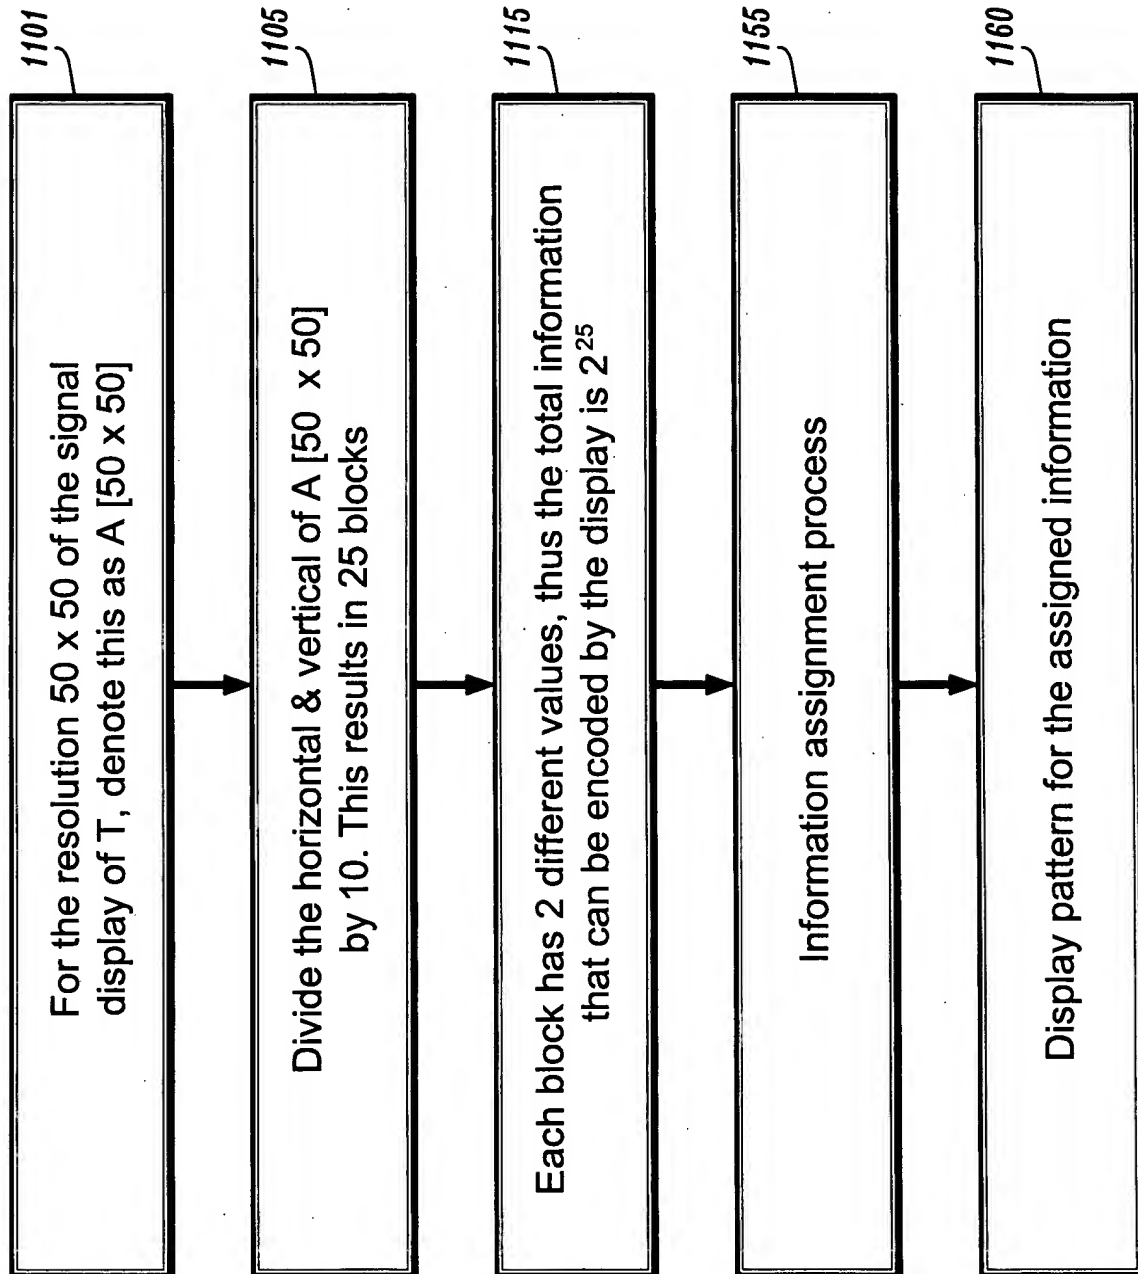 1101
For the resolution 50 x 50 of the signal
display of T, denote this as A [50 x 50]
1105
Divide the horizontal & vertical of A [50 x 50]
by 10. This results in 25 blocks
1115
Each block has 2 different values, thus the total information
that can be encoded by the display is 2²⁵
1155
Information assignment process
1160
Display pattern for the assigned information